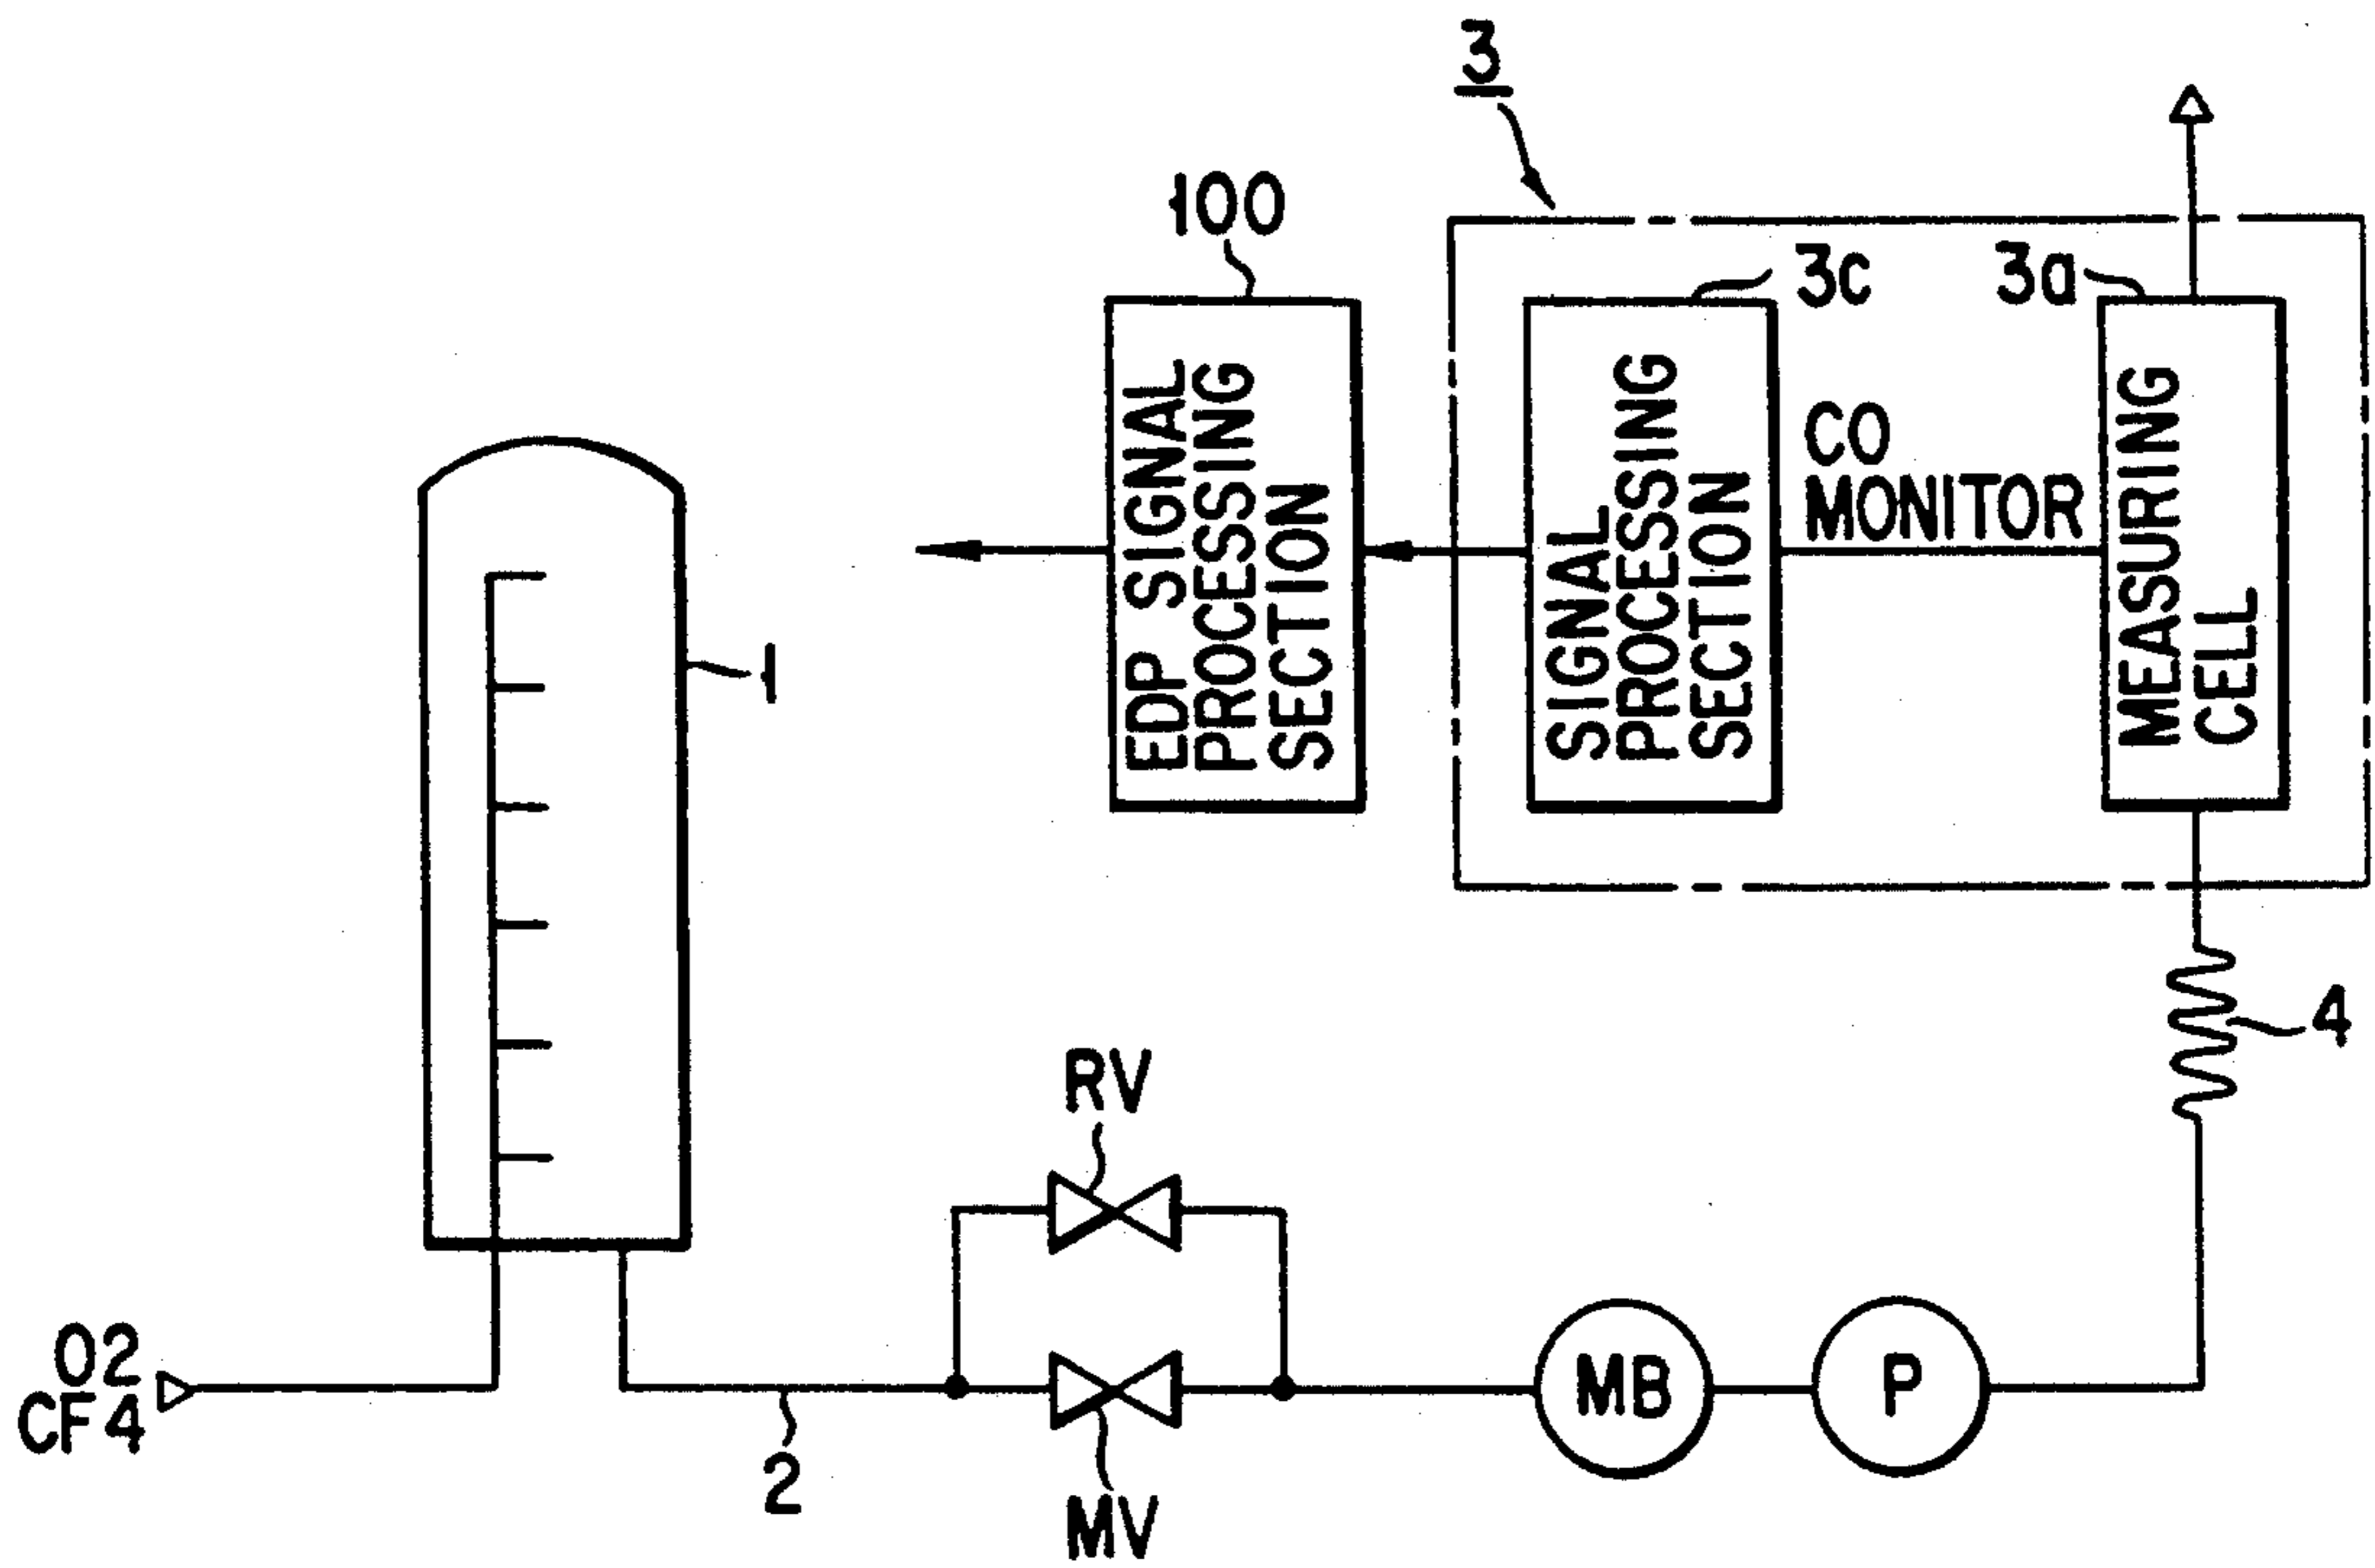 3
100
3c
3a
EDP SIGNAL
PROCESSING
SECTION
SIGNAL
PROCESSING
SECTION
CO
MONITOR
MEASURING
CELL
1
4
RV
O2
CF4
2
MV
MB
P